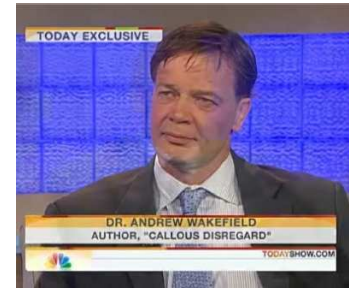 TODAY EXCLUSIVE
DR. ANDREW WAKEFIELD
AUTHOR, "CALLOUS DISREGARD"
TODAYSHOW.COM